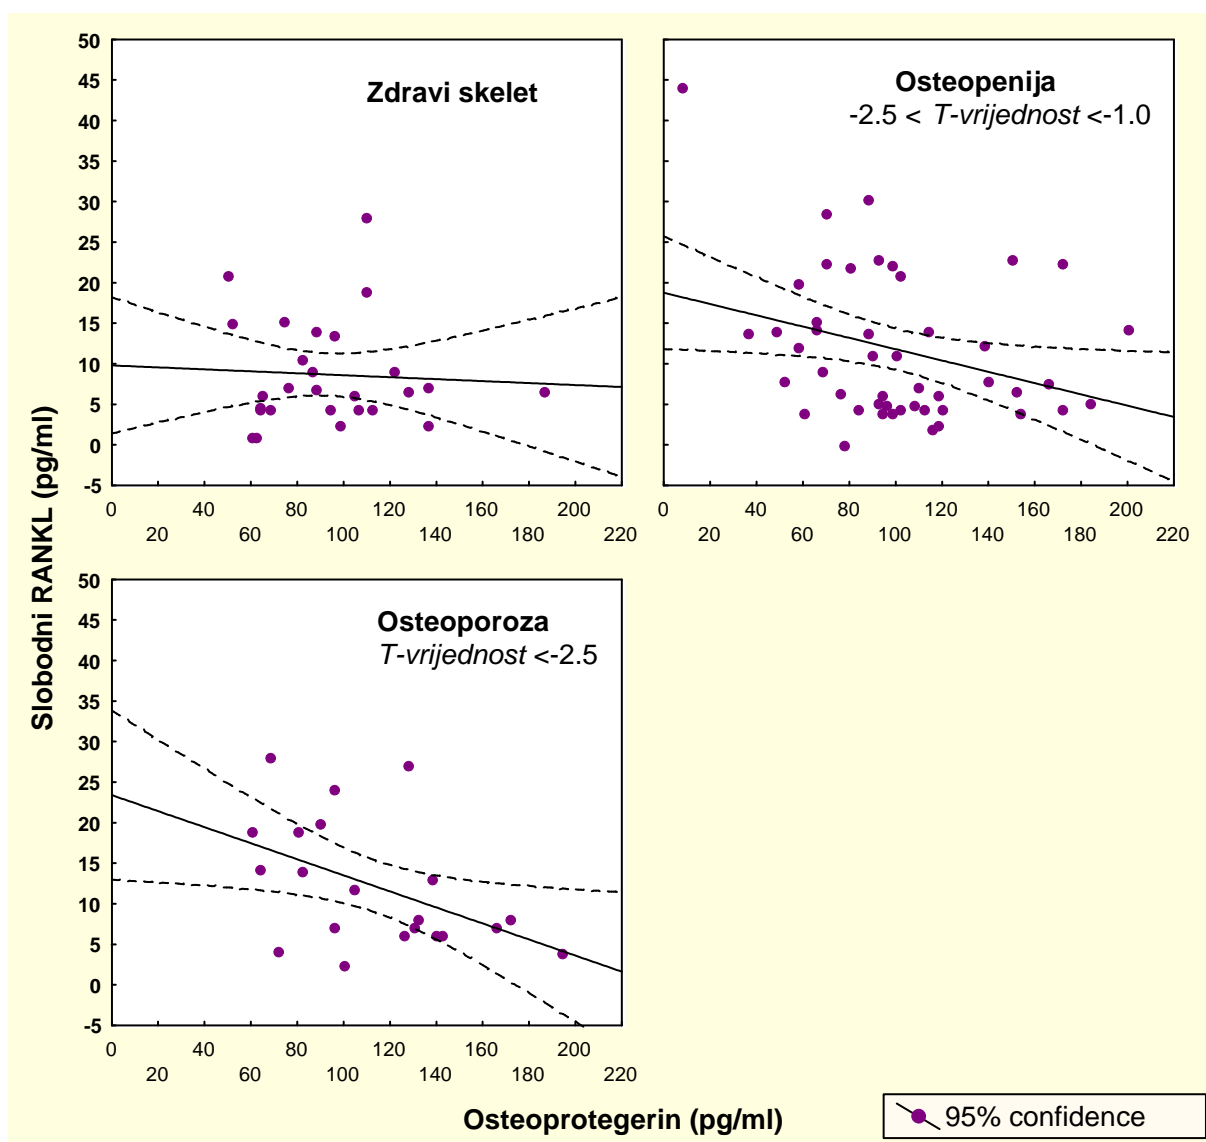 50
45
40
35
30
25
20
15
10
5
0
-5
Zdravi skelet
0 40 80 120 160 200
20 60 100 140 180 220
Osteopenija
-2.5 < T-vrijednost <-1.0
0 40 80 120 160 200
20 60 100 140 180 220
Slobodni RANKL (pg/ml)
50
45
40
35
30
25
20
15
10
5
0
-5
Osteoporoza
T-vrijednost <-2.5
0 40 80 120 160 200
20 60 100 140 180 220
Osteoprotegerin (pg/ml)
95% confidence